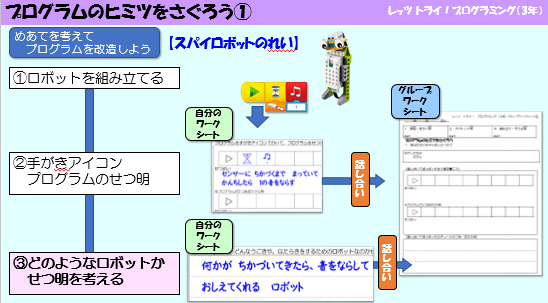 プログラムのヒミツをさぐろう①
レッツ トライ！プログラミング（３年）
めあてを考えて
プログラムを改造しよう
【スパイロボットのれい】
①ロボットを組み立てる
②手がきアイコン
プログラムのせつ明
③どのようなロボットか
せつ明を考える
自分の
ワーク
シート
センサーに ちかづくまで まっていて
かんちしたら 1の音をならす
話し合い
グループ
ワーク
シート
自分の
ワーク
シート
何かが ちかづいてきたら、音をならして
おしえてくれる ロボット
話し合い